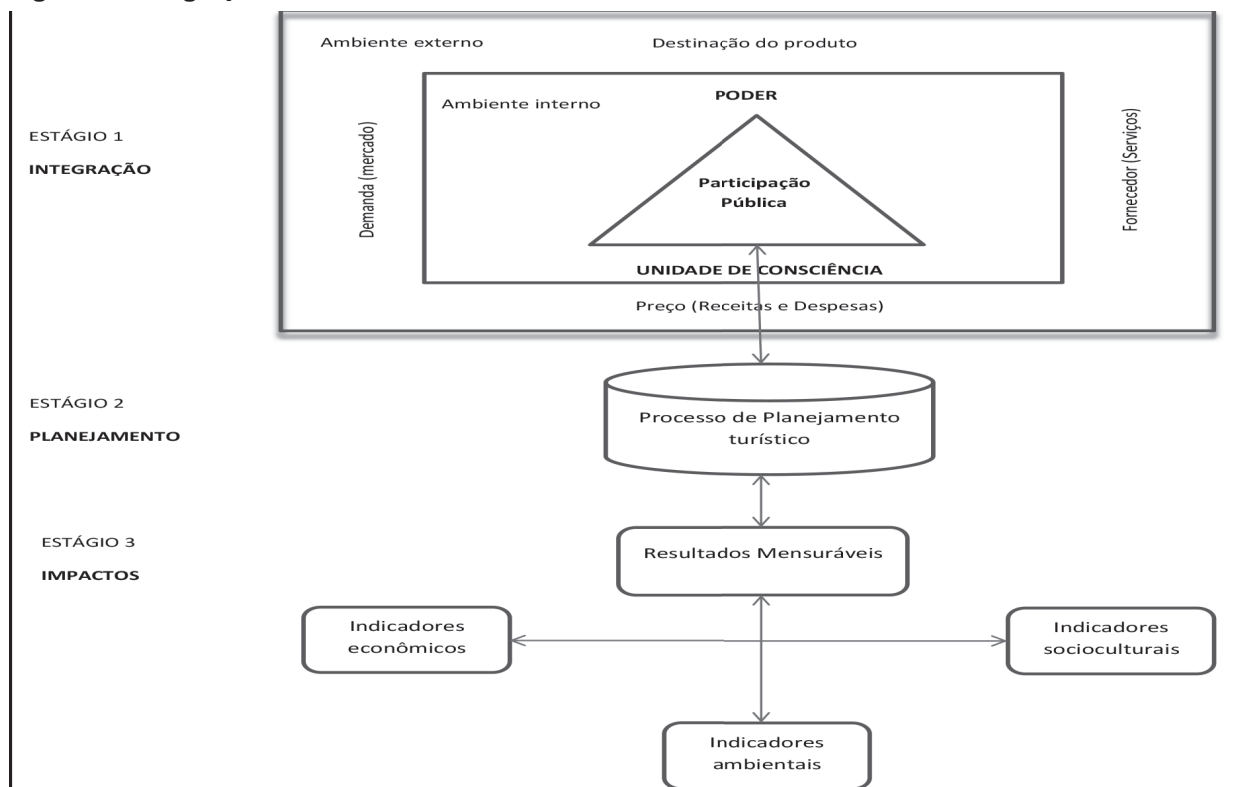 Ambiente externo
Destinação do produto
Ambiente interno
PODER
ESTÁGIO 1
INTEGRAÇÃO
Demanda (mercado)
Participação
Pública
Fornecedor (Serviços)
UNIDADE DE CONSCIÊNCIA
Preço (Receitas e Despesas)
ESTÁGIO 2
PLANEJAMENTO
Processo de Planejamento
turístico
ESTÁGIO 3
IMPACTOS
Resultados Mensuráveis
Indicadores
econômicos
Indicadores
socioculturais
Indicadores
ambientais